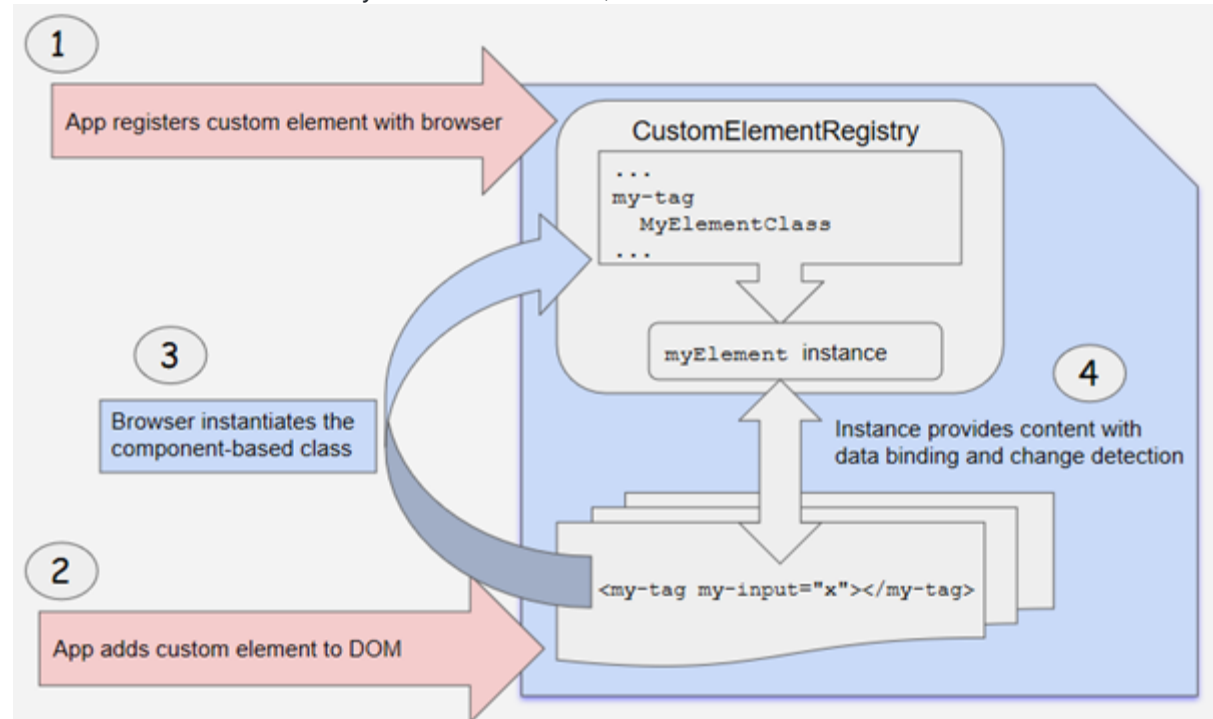 1
App registers custom element with browser
CustomElementRegistry
...
my-tag
MyElementClass
...
myElement instance
3
Browser instantiates the
component-based class
4
Instance provides content with
data binding and change detection
2
<my-tag my-input="x"></my-tag>
App adds custom element to DOM